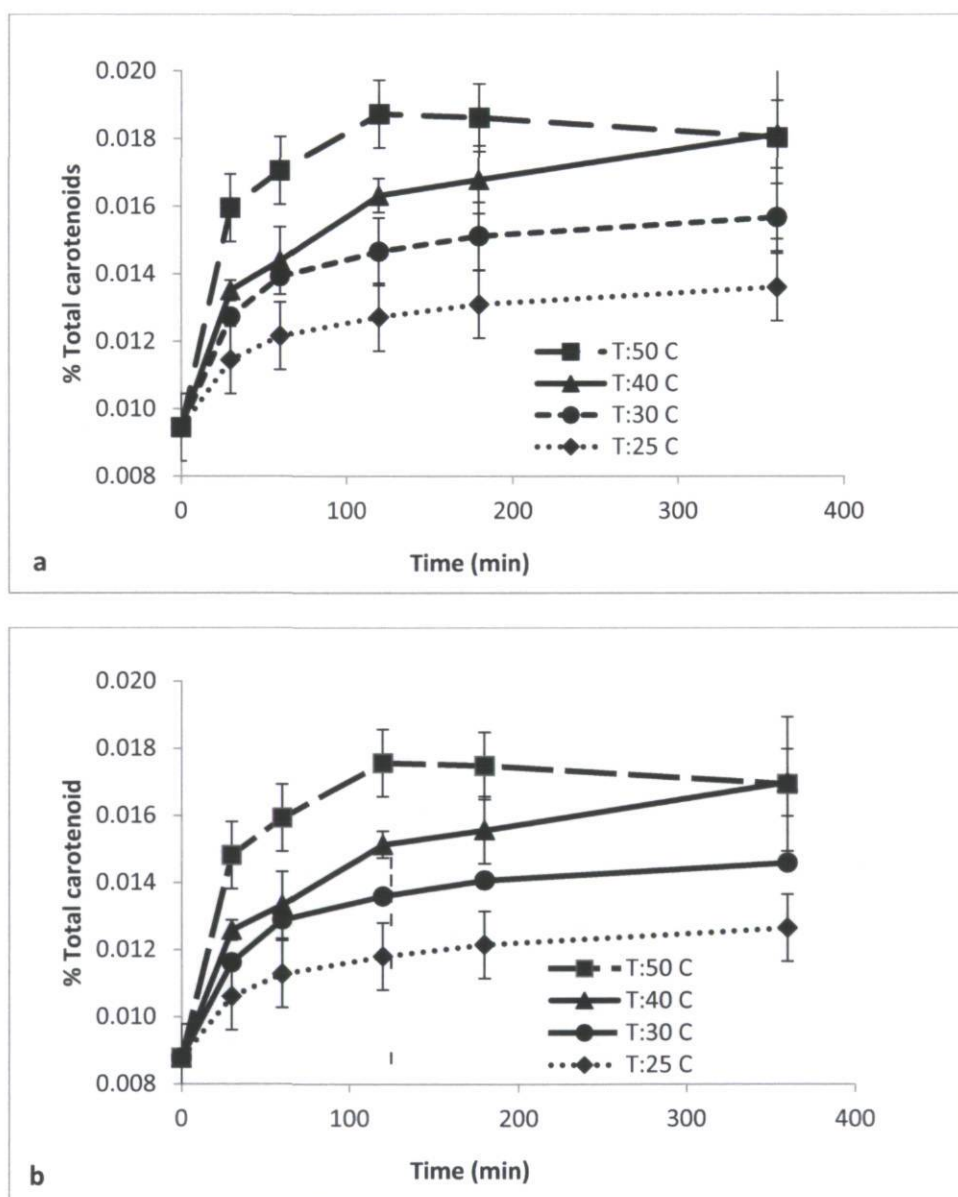 0.020
0.018
0.016
0.014
0.012
0.010
0.008
% Total carotenoids
T:50 C
T:40 C
T:30 C
T:25 C
0 100 200 300 400
Time (min)
a
0.020
0.018
0.016
0.014
0.012
0.010
0.008
% Total carotenoid
T:50 C
T:40 C
T:30 C
T:25 C
0 100 200 300 400
Time (min)
b